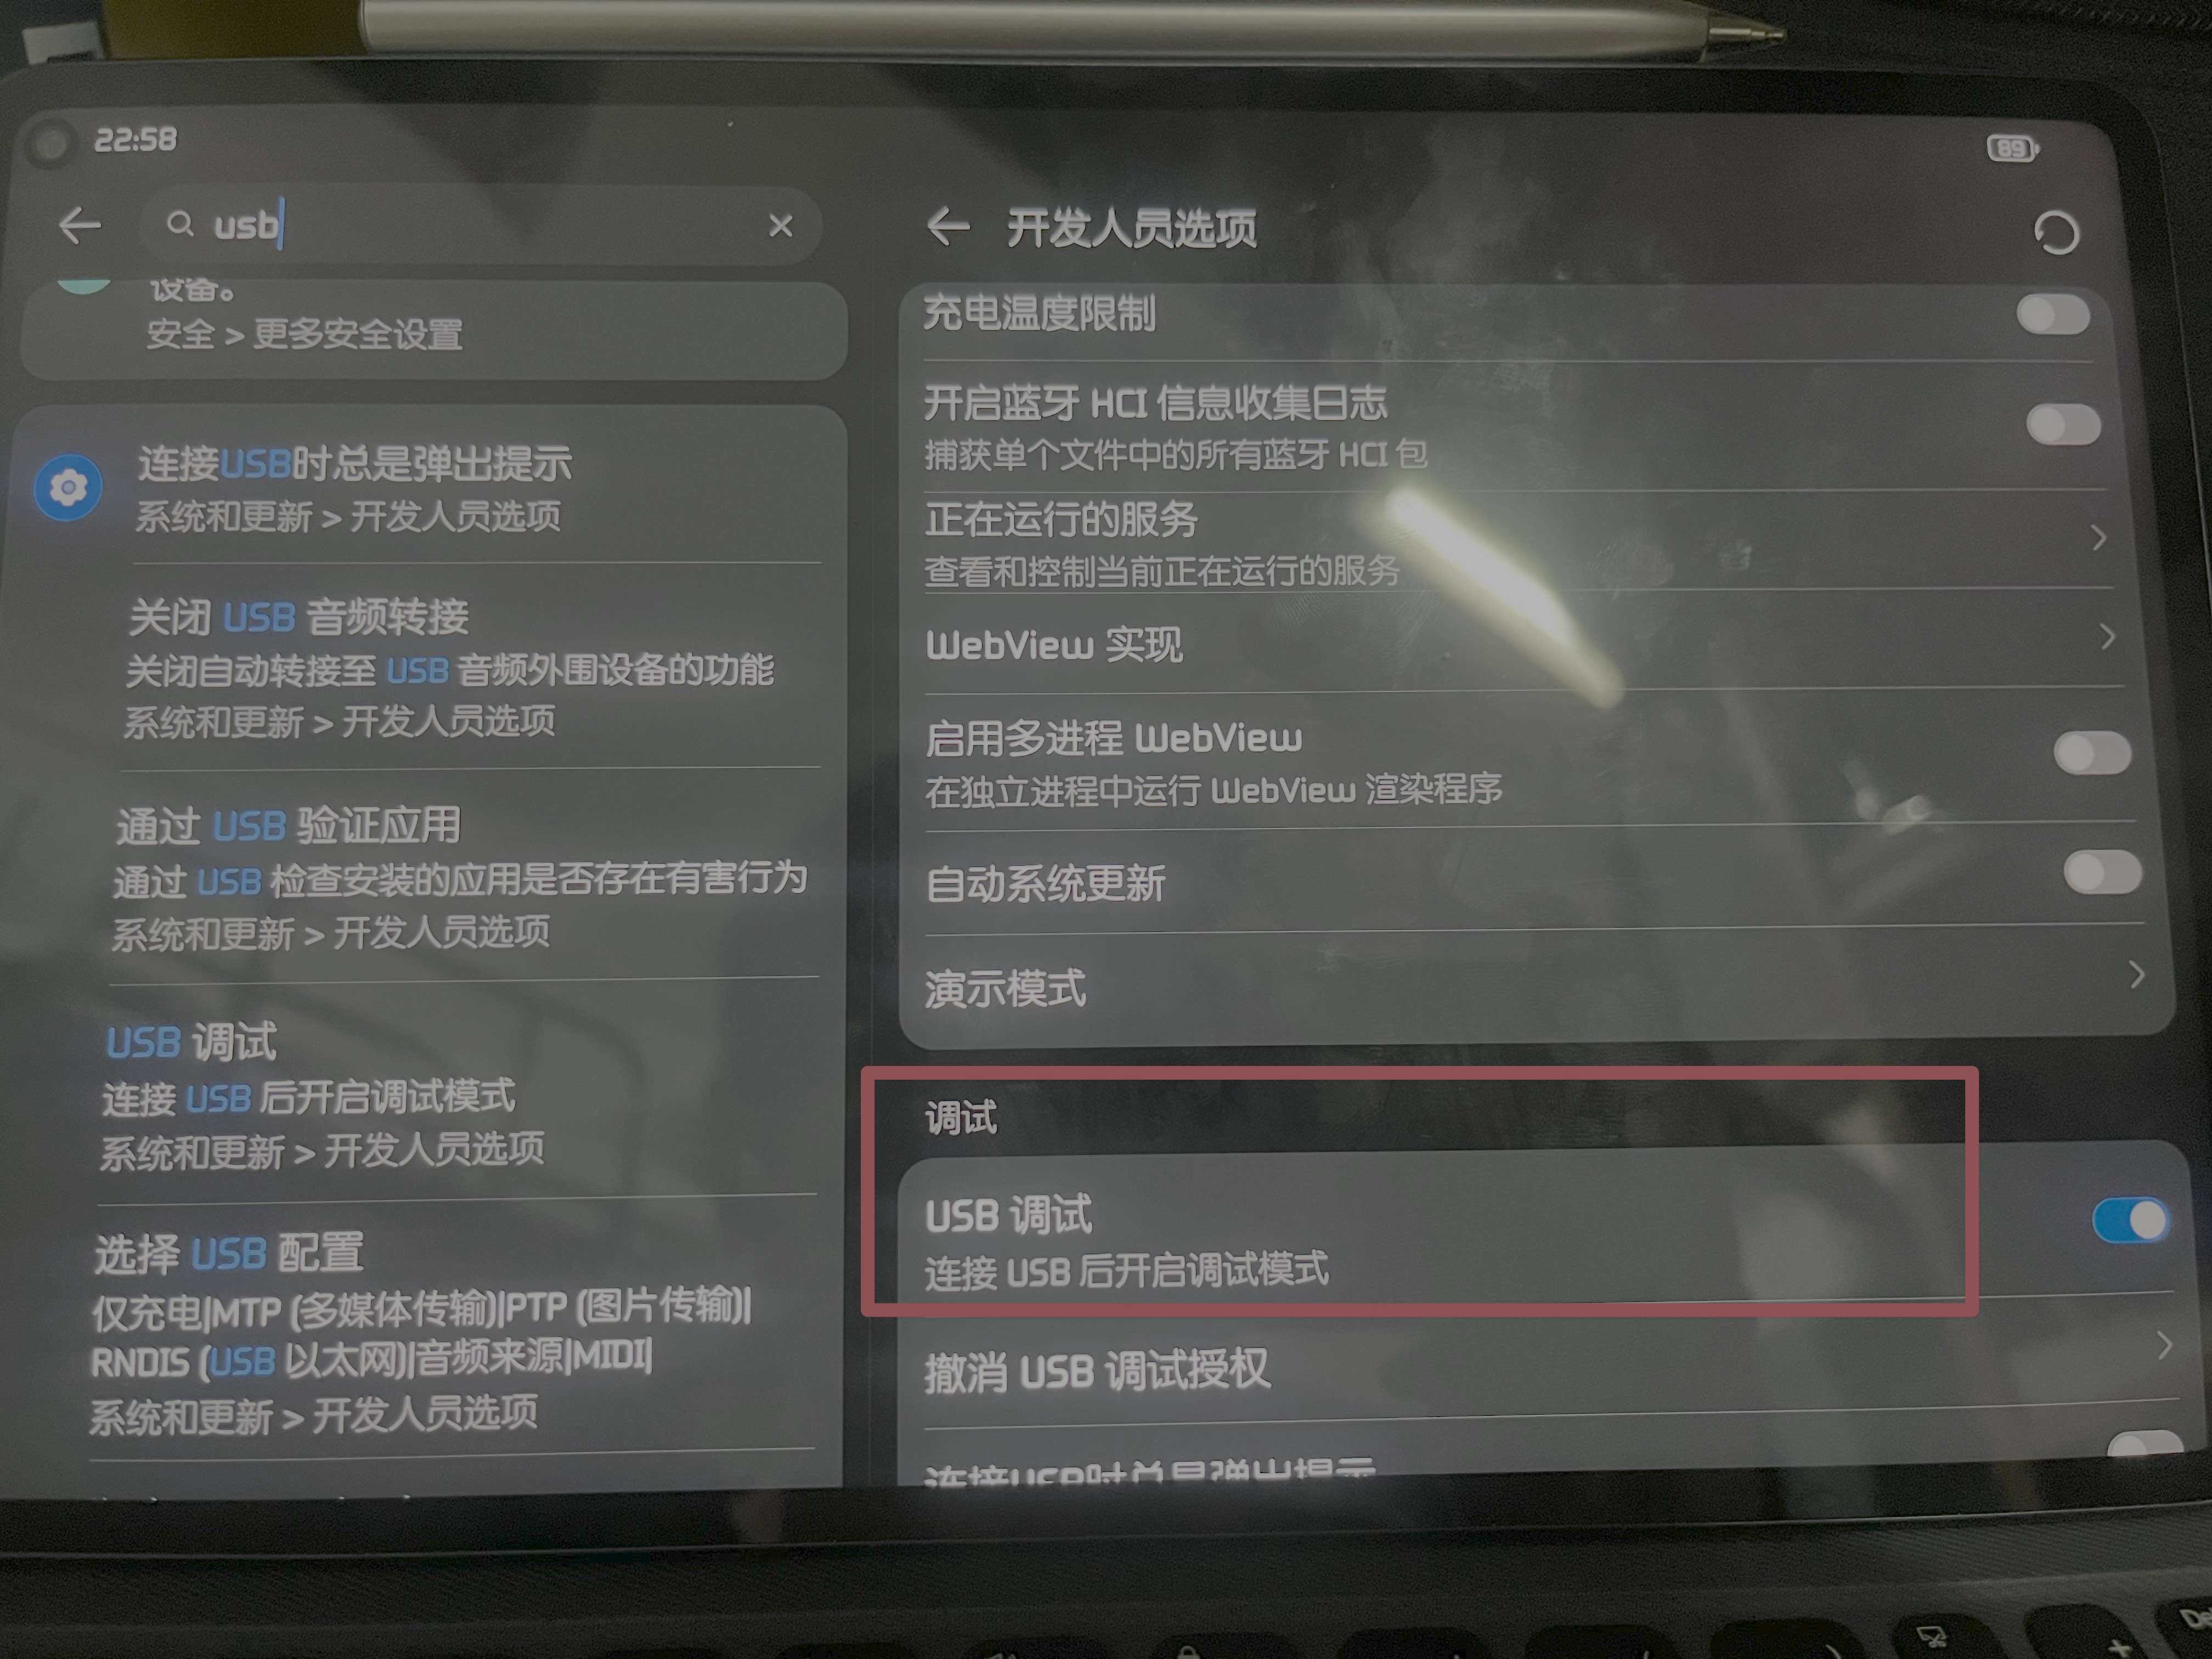 22:58
89
usb
设备。
安全 > 更多安全设置
连接USB时总是弹出提示
系统和更新 > 开发人员选项
关闭 USB 音频转接
关闭自动转接至 USB 音频外围设备的功能
系统和更新 > 开发人员选项
通过 USB 验证应用
通过 USB 检查安装的应用是否存在有害行为
系统和更新 > 开发人员选项
USB 调试
连接 USB 后开启调试模式
系统和更新 > 开发人员选项
选择 USB 配置
仅充电|MTP (多媒体传输)|PTP (图片传输)|
RNDIS (USB 以太网)|音频来源|MIDI|
系统和更新 > 开发人员选项
开发人员选项
充电温度限制
开启蓝牙 HCI 信息收集日志
捕获单个文件中的所有蓝牙 HCI 包
正在运行的服务
查看和控制当前正在运行的服务
WebView 实现
启用多进程 WebView
在独立进程中运行 WebView 渲染程序
自动系统更新
演示模式
调试
USB 调试
连接 USB 后开启调试模式
撤消 USB 调试授权
连接USB时总是弹出提示